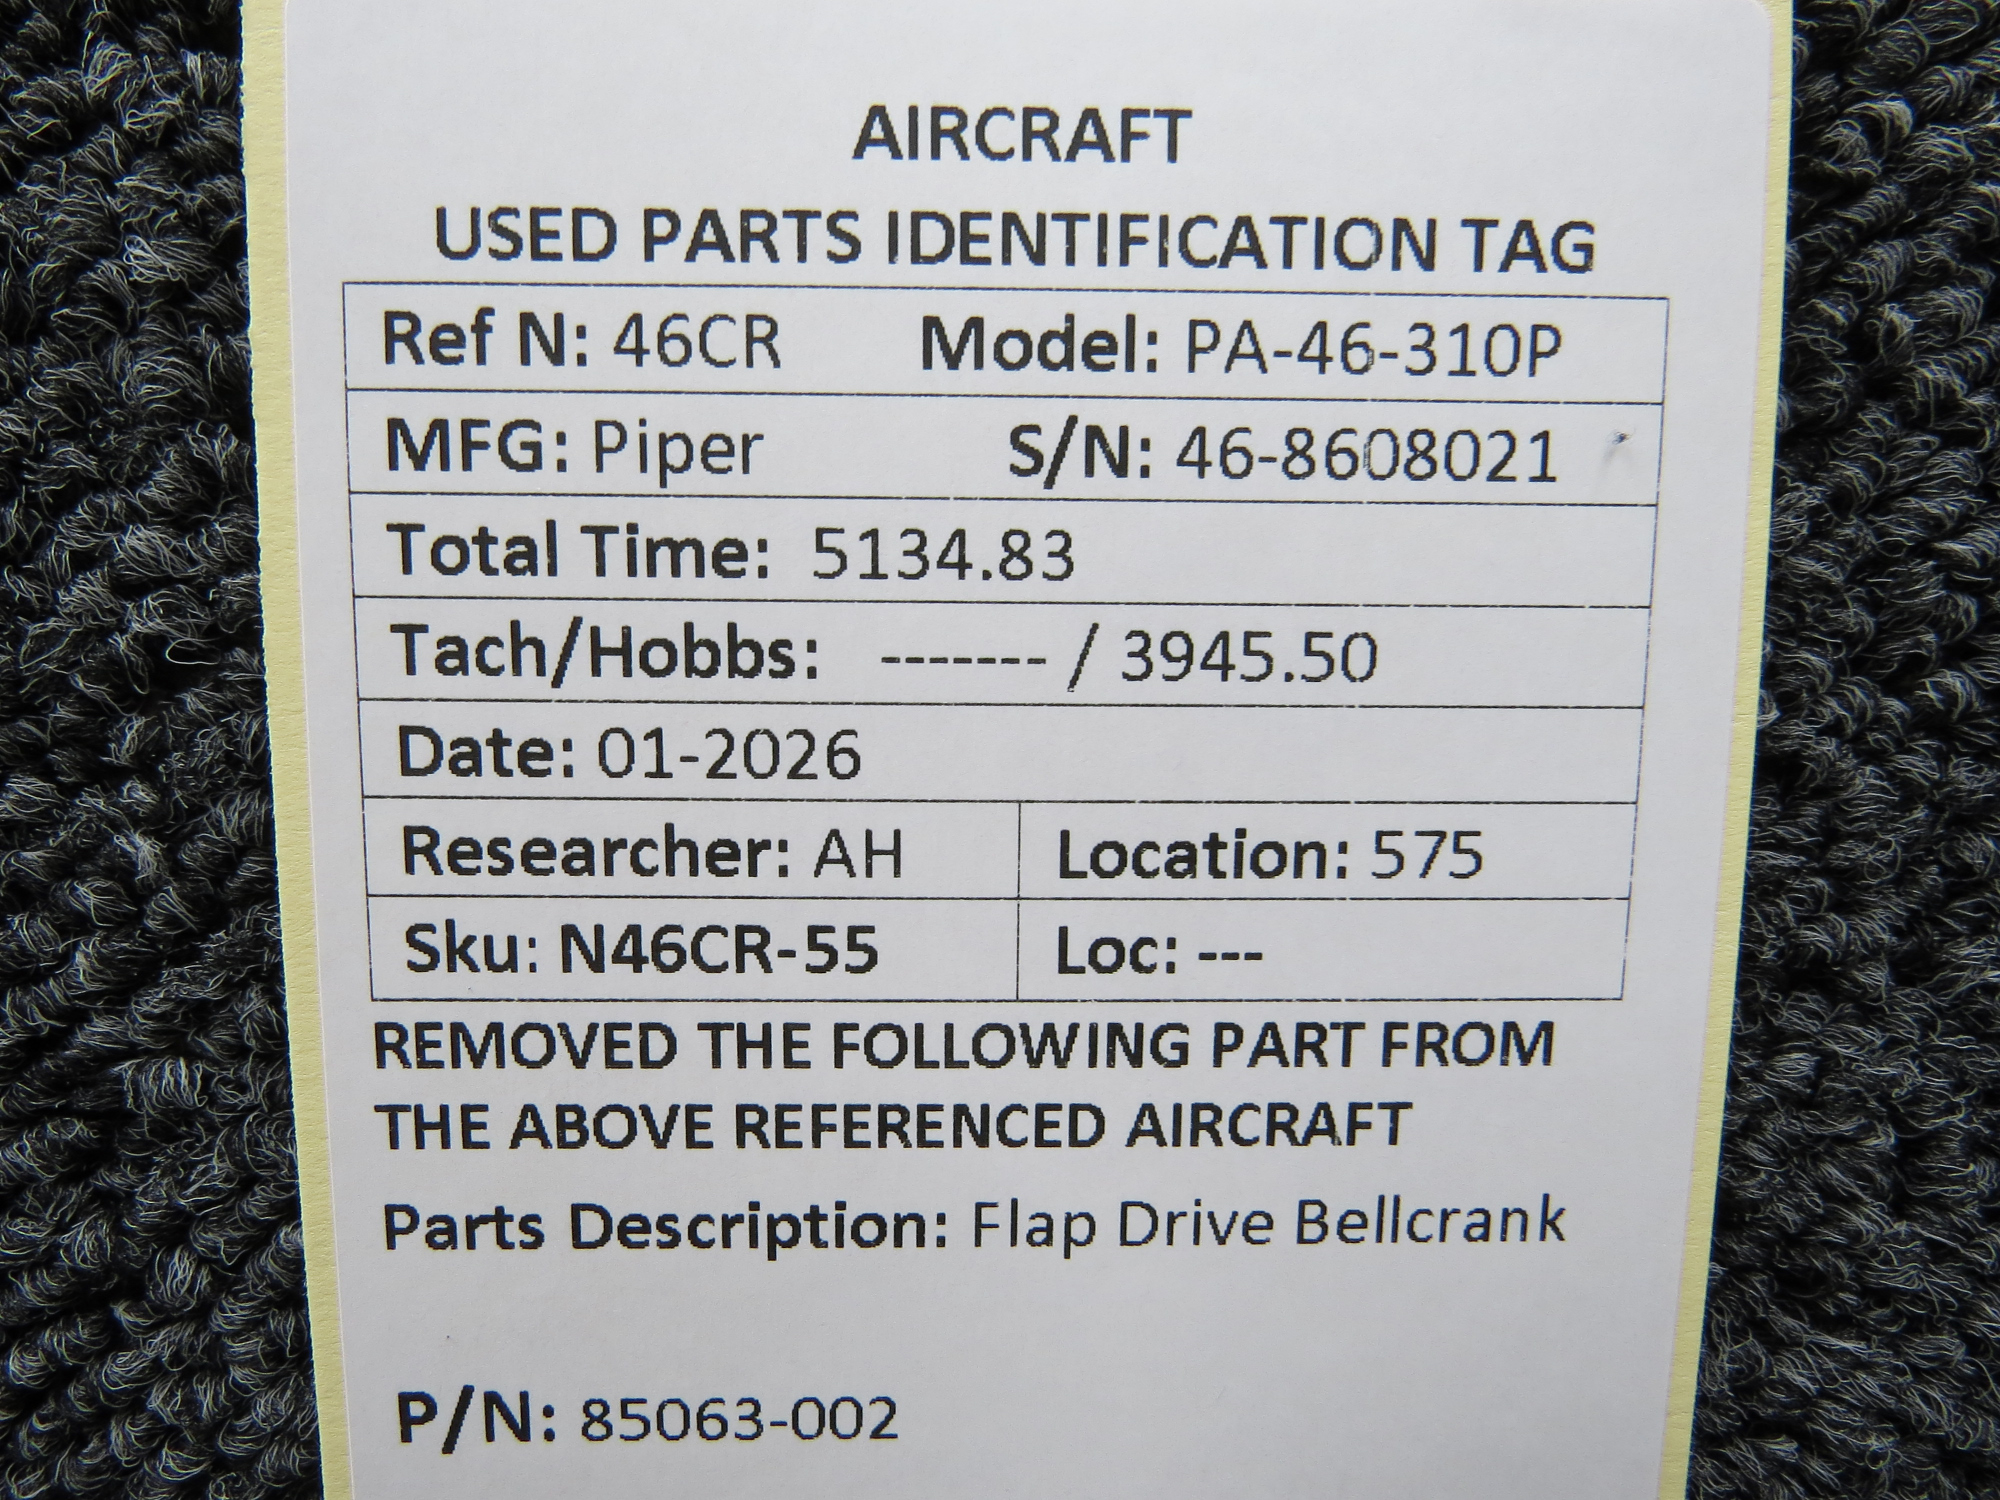 AIRCRAFT
USED PARTS IDENTIFICATION TAG
Ref N: 46CR Model: PA-46-310P
MFG: Piper S/N: 46-8608021
Total Time: 5134.83
Tach/Hobbs: ------- / 3945.50
Date: 01-2026
Researcher: AH Location: 575
Sku: N46CR-55 Loc: ---
REMOVED THE FOLLOWING PART FROM
THE ABOVE REFERENCED AIRCRAFT
Parts Description: Flap Drive Bellcrank
P/N: 85063-002